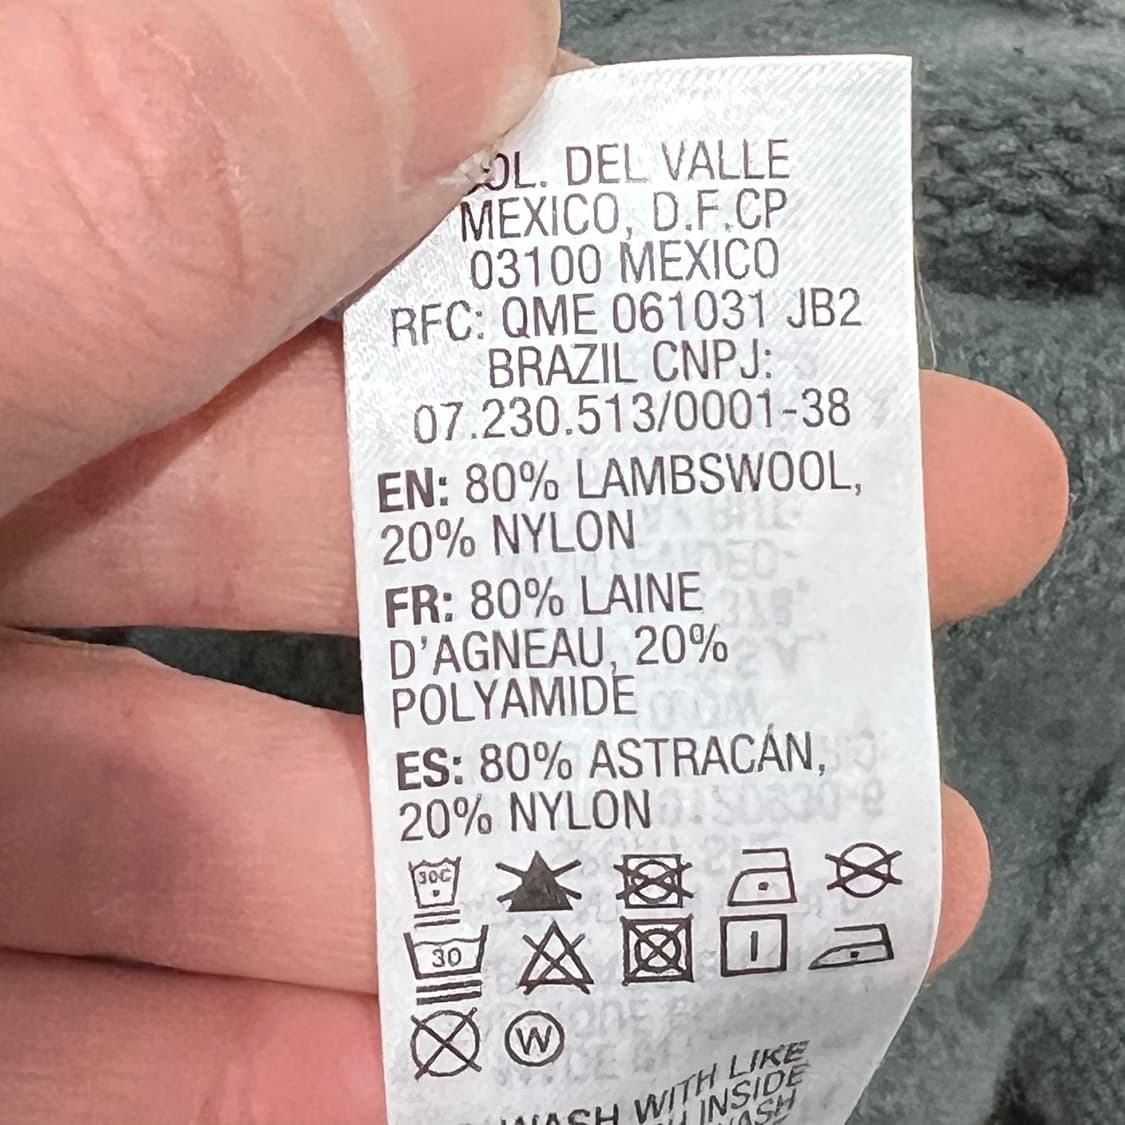 COL. DEL VALLE
MEXICO, D.F.CP
03100 MEXICO
RFC: QME 061031 JB2
BRAZIL CNPJ:
07.230.513/0001-38
EN: 80% LAMBSWOOL,
20% NYLON
FR: 80% LAINE
D'AGNEAU, 20%
POLYAMIDE
ES: 80% ASTRACÁN,
20% NYLON
30C
30
W
WASH WITH LIKE
INSIDE
WASH